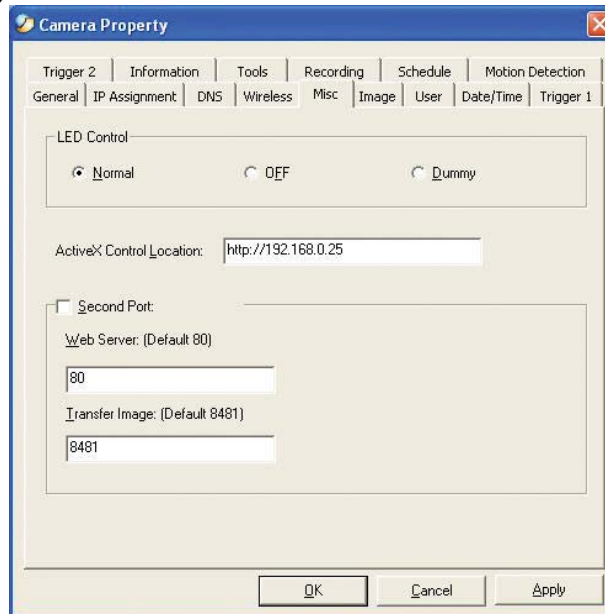 Camera Property
Trigger 2 Information Tools Recording Schedule Motion Detection
General IP Assignment DNS Wireless Misc Image User Date/Time Trigger 1
LED Control
Normal OFF Dummy
ActiveX Control Location: http://192.168.0.25
Second Port:
Web Server: (Default 80)
80
Transfer Image: (Default 8481)
8481
OK Cancel Apply